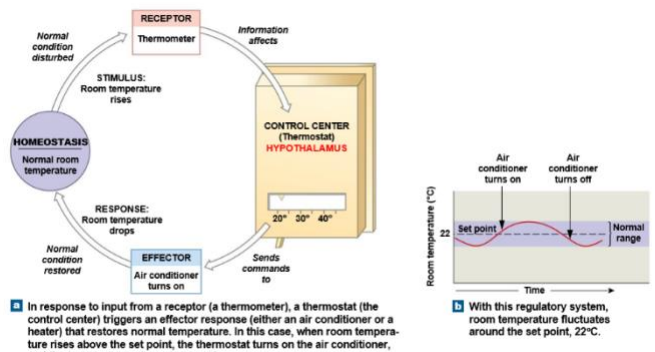 RECEPTOR
Thermometer
Normal
condition
disturbed
Information
affects
STIMULUS:
Room temperature
rises
CONTROL CENTER
(Thermostat)
HYPOTHALAMUS
20° 30° 40°
HOMEOSTASIS
Normal room
temperature
RESPONSE:
Room temperature
drops
Normal
condition
restored
EFFECTOR
Air conditioner
turns on
Sends
commands
to
a In response to input from a receptor (a thermometer), a thermostat (the
control center) triggers an effector response (either an air conditioner or a
heater) that restores normal temperature. In this case, when room tempera-
ture rises above the set point, the thermostat turns on the air conditioner,
Air
conditioner
turns on
Air
conditioner
turns off
Room temperature (°C)
22
Set point
Normal
range
Time
b With this regulatory system,
room temperature fluctuates
around the set point, 22°C.